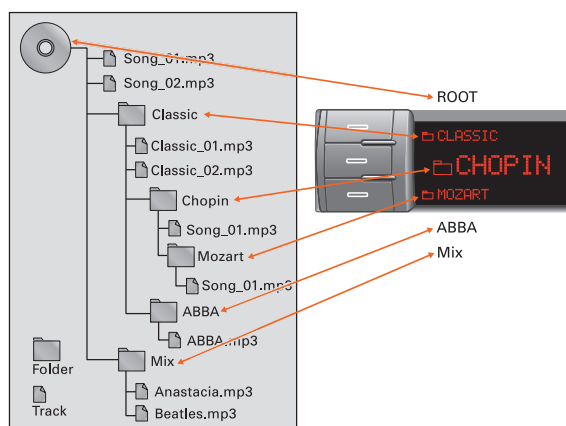 Song_01.mp3
Song_02.mp3
Classic
Classic_01.mp3
Classic_02.mp3
Chopin
Song_01.mp3
Mozart
Song_01.mp3
ABBA
ABBA.mp3
Mix
Anastacia.mp3
Beatles.mp3
Folder
Track
ROOT
CLASSIC
CHOPIN
MOZART
ABBA
Mix